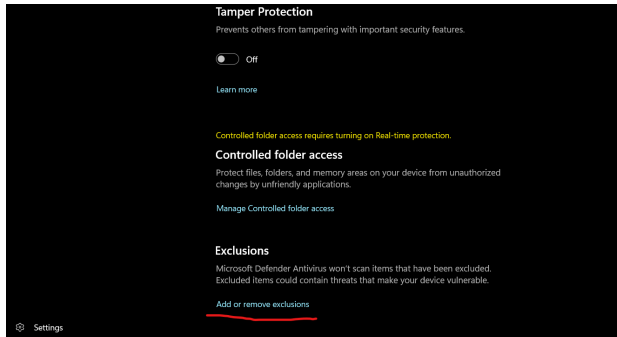 Tamper Protection
Prevents others from tampering with important security features.
Off
Learn more
Controlled folder access requires turning on Real-time protection.
Controlled folder access
Protect files, folders, and memory areas on your device from unauthorized
changes by unfriendly applications.
Manage Controlled folder access
Exclusions
Microsoft Defender Antivirus won't scan items that have been excluded.
Excluded items could contain threats that make your device vulnerable.
Add or remove exclusions
Settings